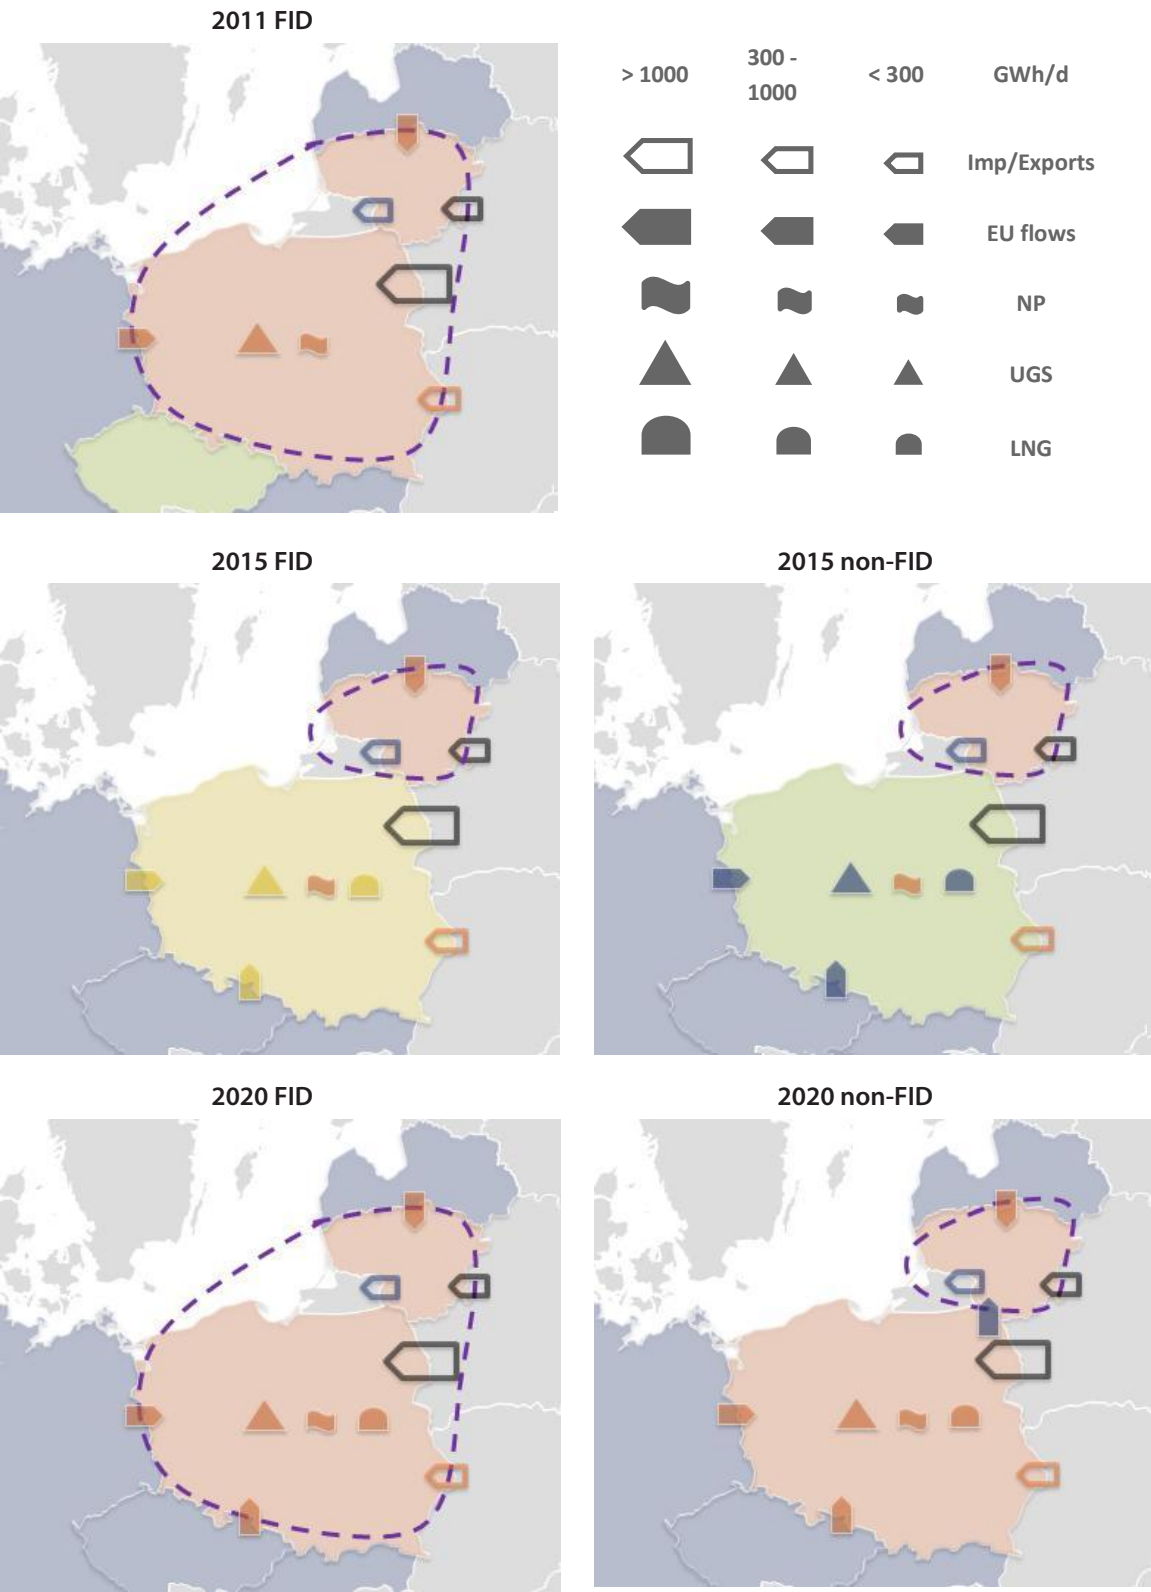 2011 FID
> 1000
300 -
1000
< 300
GWh/d
Imp/Exports
EU flows
NP
UGS
LNG
2015 FID
2015 non-FID
2020 FID
2020 non-FID